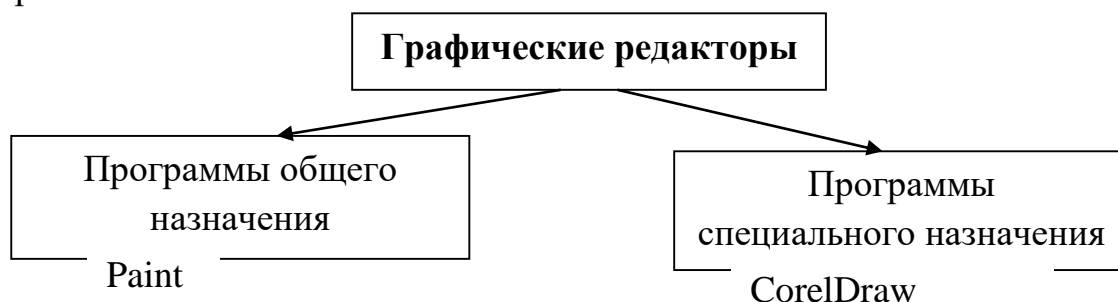 Графические редакторы
Программы общего
назначения
Paint
Программы
специального назначения
CorelDraw